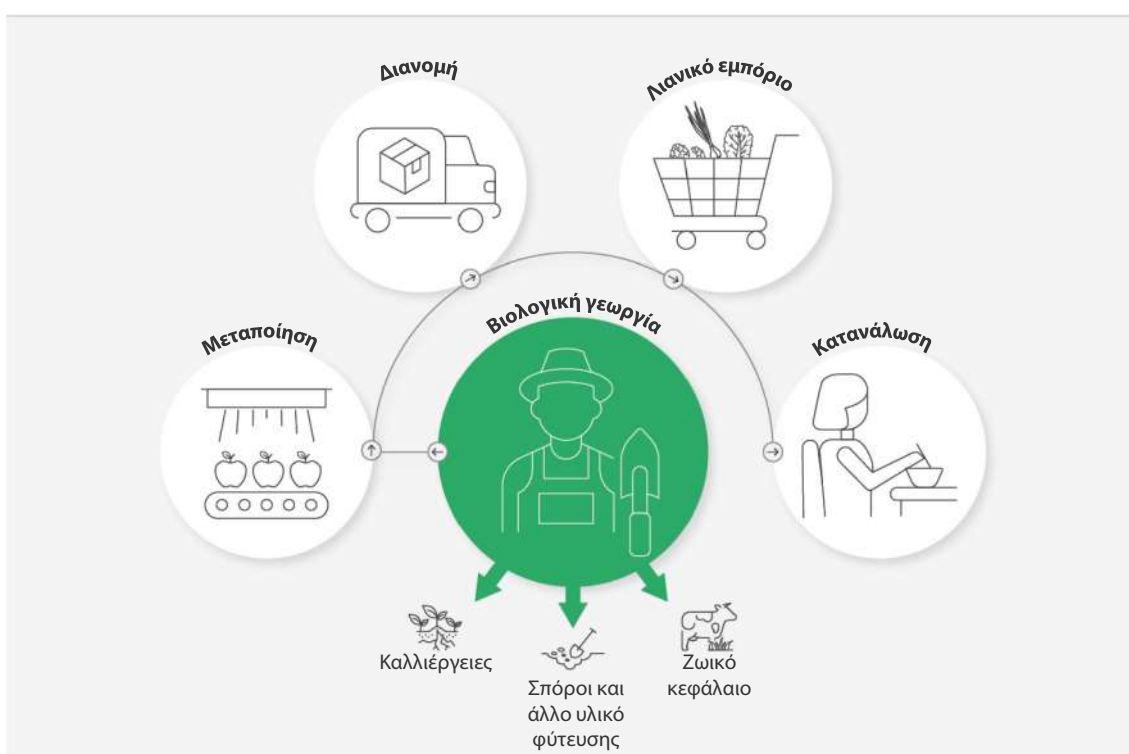 Διανομή
Λιανικό εμπόριο
Μεταποίηση
Βιολογική γεωργία
Κατανάλωση
Καλλιέργειες
Σπόροι και
άλλο υλικό
φύτευσης
Ζωικό
κεφάλαιο